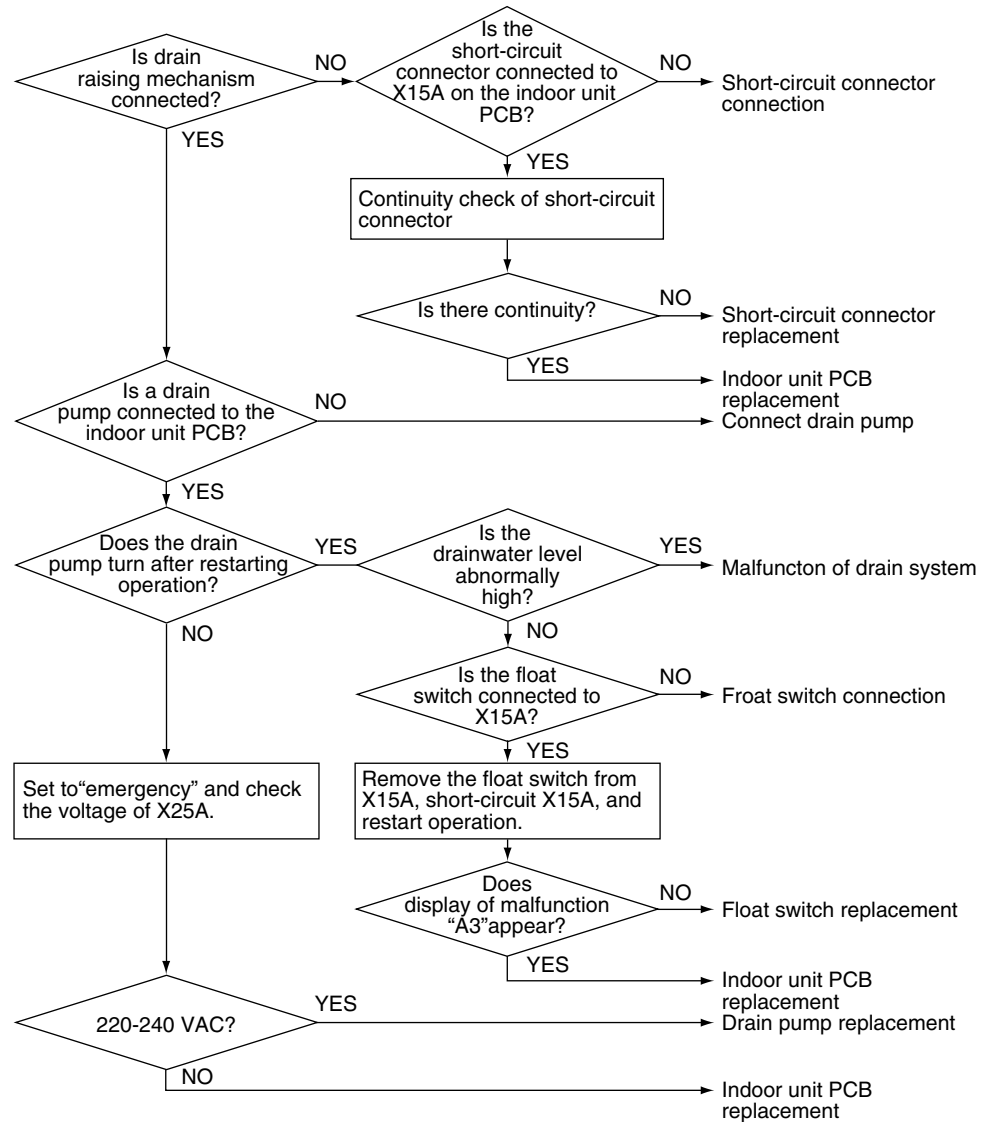 Is drain
raising mechanism
connected?
NO
Is the
short-circuit
connector connected to
X15A on the indoor unit
PCB?
NO
Short-circuit connector
connection
YES
YES
Continuity check of short-circuit
connector
Is there continuity?
NO
Short-circuit connector
replacement
YES
Indoor unit PCB
replacement
Is a drain
pump connected to the
indoor unit PCB?
NO
Connect drain pump
YES
Does the drain
pump turn after restarting
operation?
YES
Is the
drainwater level
abnormally
high?
YES
Malfuncton of drain system
NO
NO
Is the float
switch connected to
X15A?
NO
Froat switch connection
YES
Set to“emergency” and check
the voltage of X25A.
Remove the float switch from
X15A, short-circuit X15A, and
restart operation.
Does
display of malfunction
“A3”appear?
NO
Float switch replacement
YES
Indoor unit PCB
replacement
220-240 VAC?
YES
Drain pump replacement
NO
Indoor unit PCB
replacement